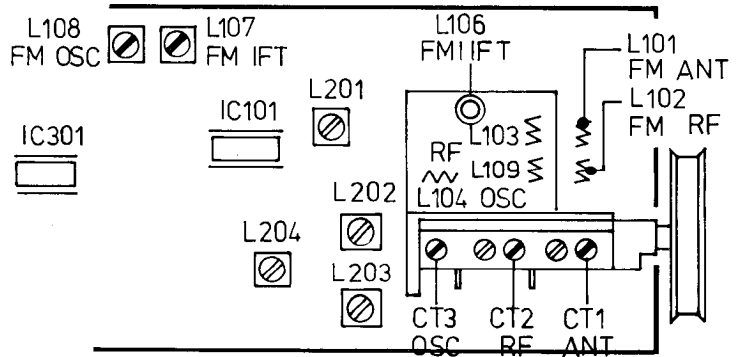 L108
FM OSC
L107
FM IFT
L106
FM IFT
L101
FM ANT
L102
FM RF
L201
IC101
IC301
L103
RF
L109
L104 OSC
L202
L204
L203
CT3
OSC
CT2
RF
CT1
ANT